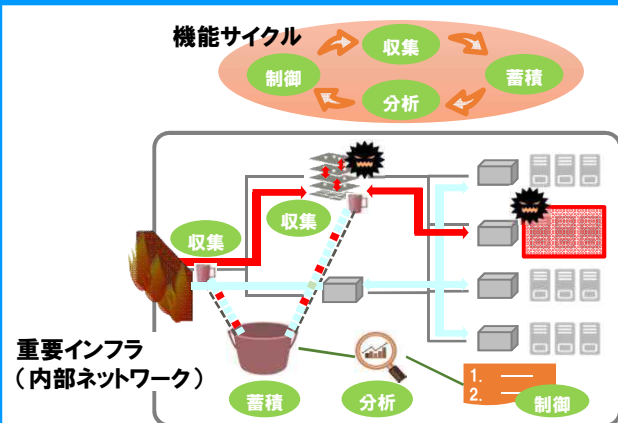 機能サイクル
収集
制御
蓄積
分析
収集
収集
重要インフラ
（内部ネットワーク）
蓄積
分析
1.
2.
制御